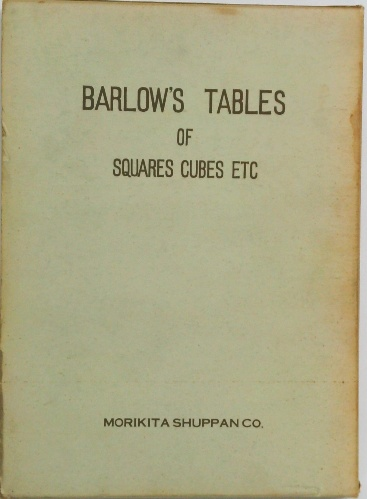 BARLOW'S TABLES
OF
SQUARES CUBES ETC
MORIKITA SHUPPAN CO.